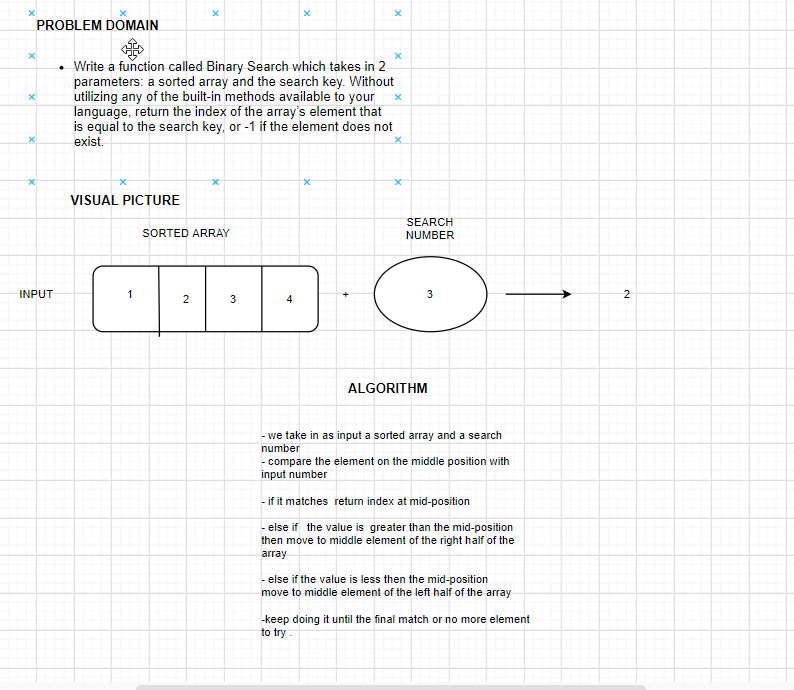 PROBLEM DOMAIN
• Write a function called Binary Search which takes in 2
parameters: a sorted array and the search key. Without
utilizing any of the built-in methods available to your
language, return the index of the array's element that
is equal to the search key, or -1 if the element does not
exist.
VISUAL PICTURE
SORTED ARRAY
SEARCH
NUMBER
INPUT
1
2
3
4
+
3
2
ALGORITHM
- we take in as input a sorted array and a search
number
- compare the element on the middle position with
input number
- if it matches return index at mid-position
- else if the value is greater than the mid-position
then move to middle element of the right half of the
array
- else if the value is less then the mid-position
move to middle element of the left half of the array
-keep doing it until the final match or no more element
to try .